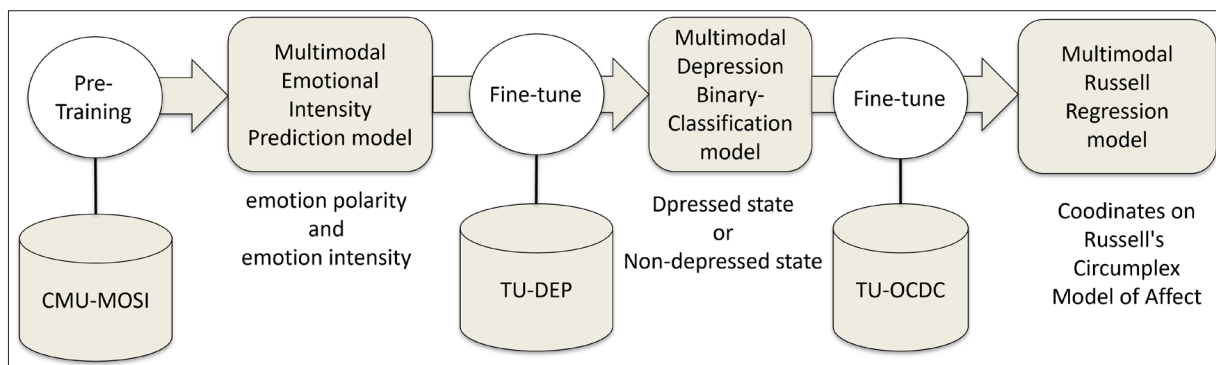 Pre-
Training
Multimodal
Emotional
Intensity
Prediction model
Fine-tune
Multimodal
Depression
Binary-
Classification
model
Fine-tune
Multimodal
Russell
Regression
model
emotion polarity
and
emotion intensity
Dpressed state
or
Non-depressed state
Coodinates on
Russell's
Circumplex
Model of Affect
CMU-MOSI
TU-DEP
TU-OCDC